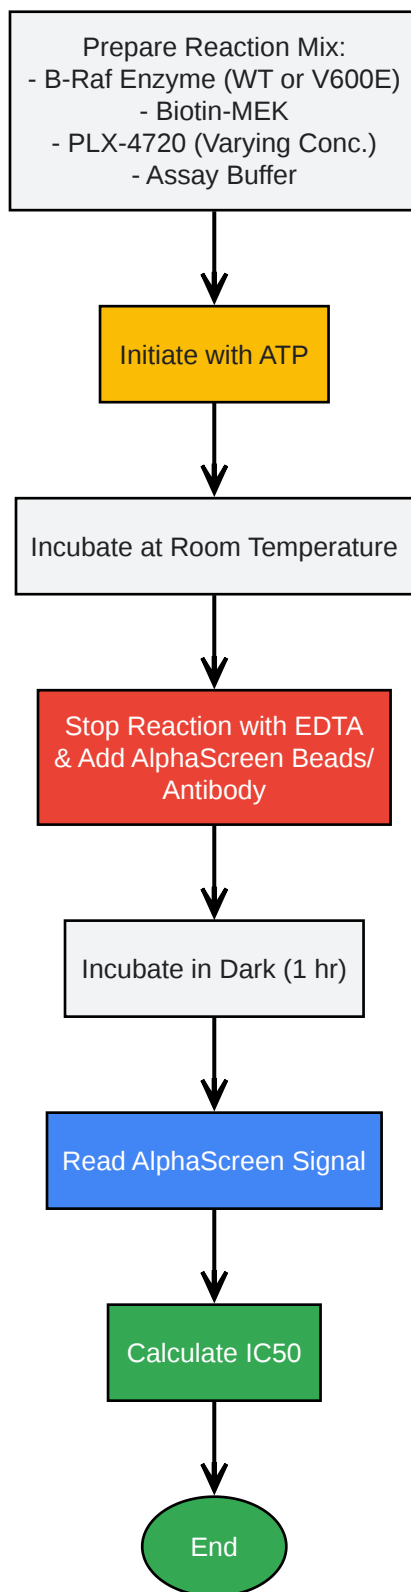 Prepare Reaction Mix:
- B-Raf Enzyme (WT or V600E)
- Biotin-MEK
- PLX-4720 (Varying Conc.)
- Assay Buffer
Initiate with ATP
Incubate at Room Temperature
Stop Reaction with EDTA
& Add AlphaScreen Beads/
Antibody
Incubate in Dark (1 hr)
Read AlphaScreen Signal
Calculate IC50
End